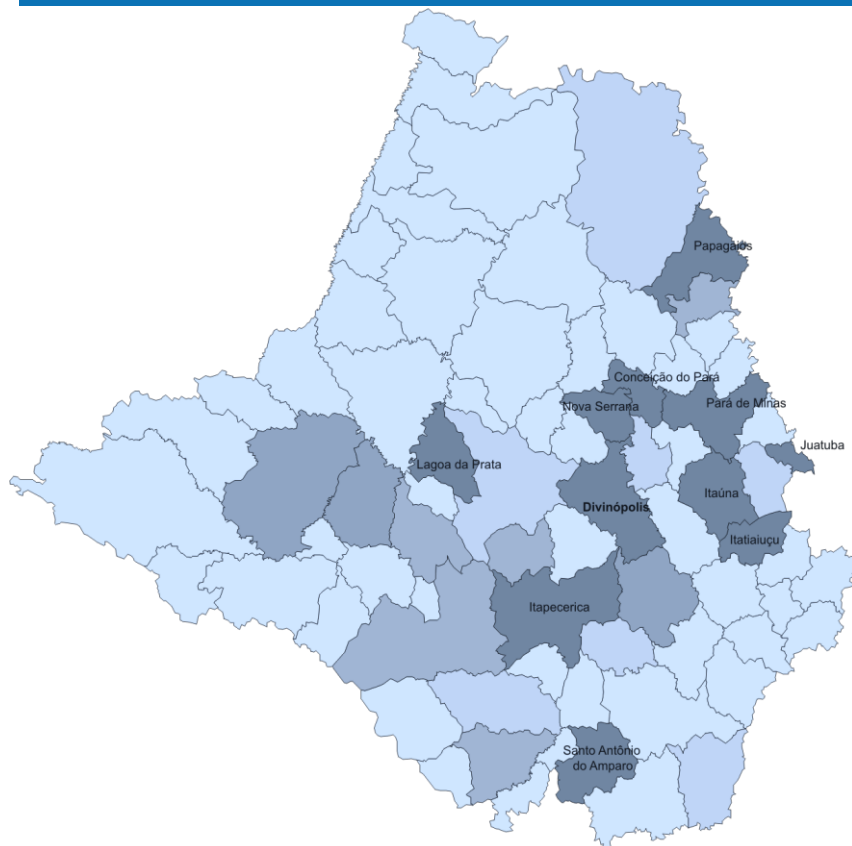 Papagaios
Conceição do Pará
Nova Serrana
Pará de Minas
Juatuba
Lagoa da Prata
Itaúna
Divinópolis
Itatiaiuçu
Itapecerica
Santo Antônio
do Amparo